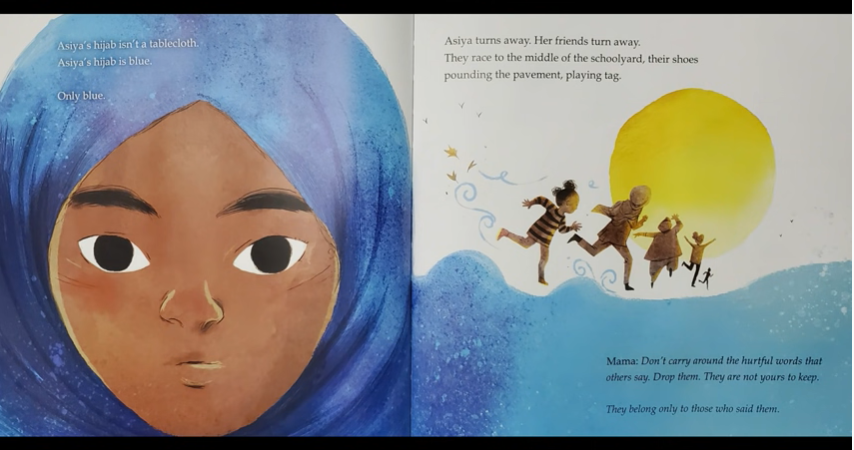 Asiya's hijab isn't a tablecloth.
Asiya's hijab is blue.
Only blue.
Asiya turns away. Her friends turn away.
They race to the middle of the schoolyard, their shoes
pounding the pavement, playing tag.
Mama: Don't carry around the hurtful words that
others say. Drop them. They are not yours to keep.
They belong only to those who said them.